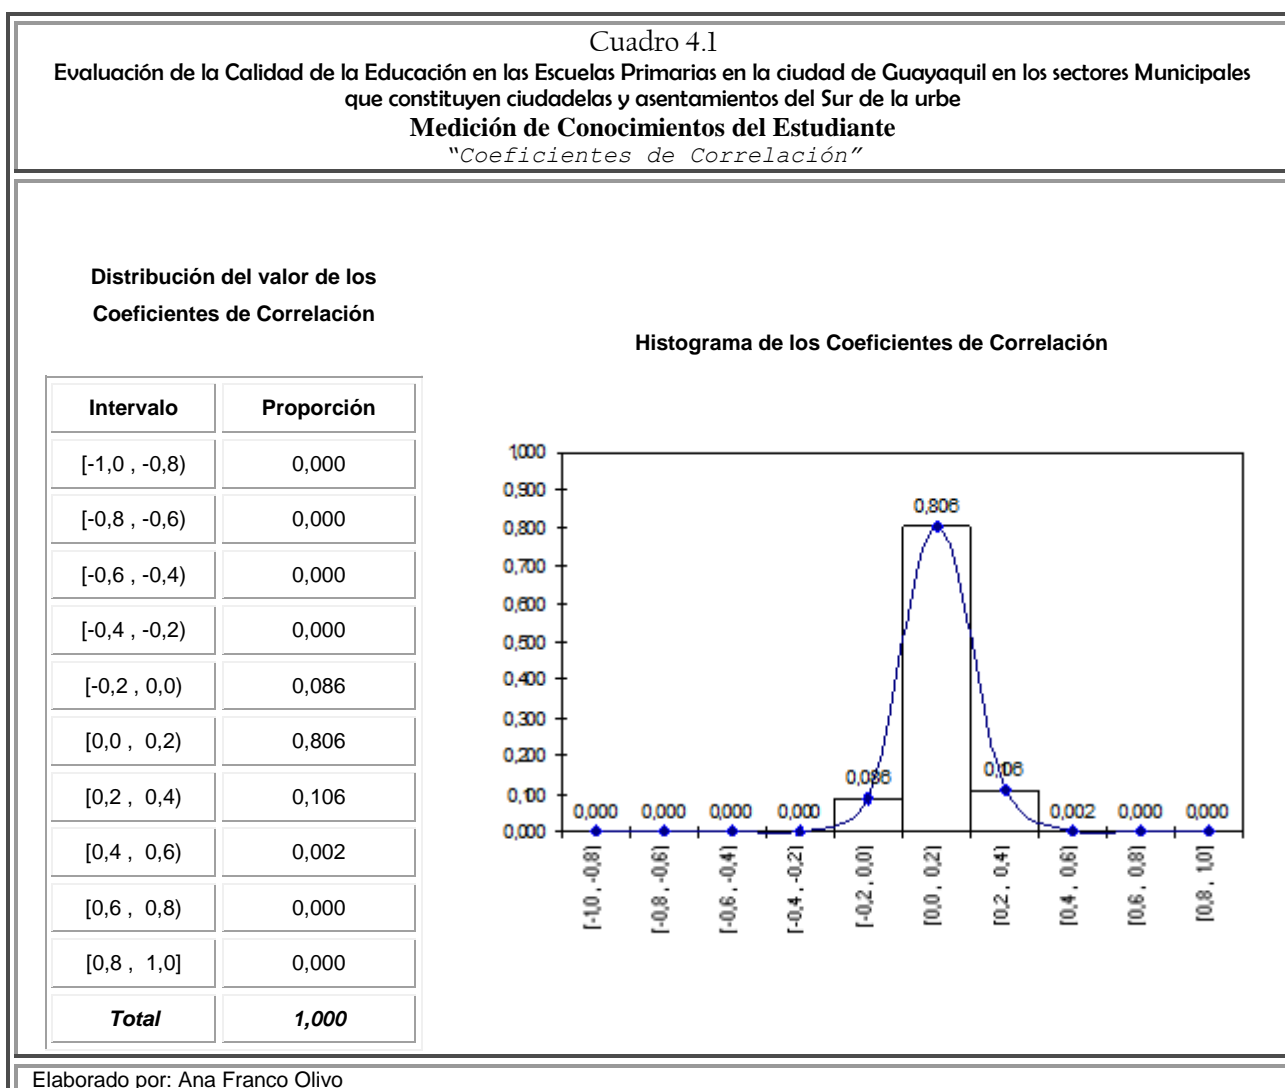 Cuadro 4.1
Evaluación de la Calidad de la Educación en las Escuelas Primarias en la ciudad de Guayaquil en los sectores Municipales
que constituyen ciudadelas y asentamientos del Sur de la urbe
Medición de Conocimientos del Estudiante
“Coeficientes de Correlación”
Distribución del valor de los
Coeficientes de Correlación
Intervalo Proporción
[-1,0 , -0,8) 0,000
[-0,8 , -0,6) 0,000
[-0,6 , -0,4) 0,000
[-0,4 , -0,2) 0,000
[-0,2 , 0,0) 0,086
[0,0 , 0,2) 0,806
[0,2 , 0,4) 0,106
[0,4 , 0,6) 0,002
[0,6 , 0,8) 0,000
[0,8 , 1,0] 0,000
Total 1,000
Histograma de los Coeficientes de Correlación
1,000
0,900
0,800
0,700
0,600
0,500
0,400
0,300
0,200
0,100
0,000
0,000 0,000 0,000 0,000 0,086 0,806 0,106 0,002 0,000 0,000
[-1,0 , -0,8)
[-0,8 , -0,6)
[-0,6 , -0,4)
[-0,4 , -0,2)
[-0,2 , 0,0)
[0,0 , 0,2)
[0,2 , 0,4)
[0,4 , 0,6)
[0,6 , 0,8)
[0,8 , 1,0]
Elaborado por: Ana Franco Olivo